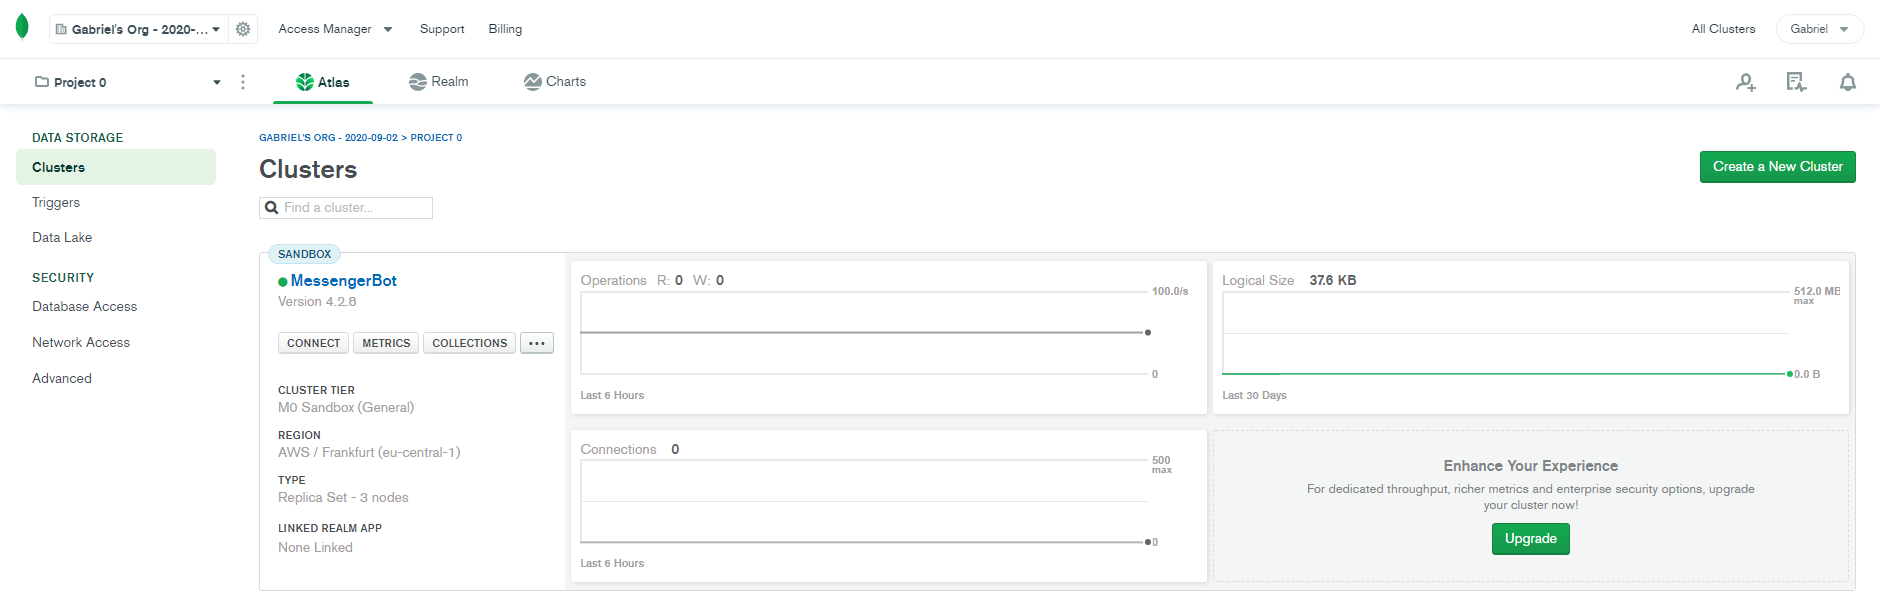 Gabriel's Org - 2020-...
Access Manager
Support
Billing
All Clusters
Gabriel
Project 0
Atlas
Realm
Charts
DATA STORAGE
Clusters
Triggers
Data Lake
SECURITY
Database Access
Network Access
Advanced
GABRIEL'S ORG - 2020-09-02 > PROJECT 0
Clusters
Create a New Cluster
Find a cluster...
SANDBOX
MessengerBot
Version 4.2.8
CONNECT
METRICS
COLLECTIONS
...
CLUSTER TIER
M0 Sandbox (General)
REGION
AWS / Frankfurt (eu-central-1)
TYPE
Replica Set - 3 nodes
LINKED REALM APP
None Linked
Operations R: 0 W: 0
100.0/s
0
Last 6 Hours
Logical Size 37.6 KB
512.0 MB
max
0.0 B
Last 30 Days
Connections 0
500
max
0
Last 6 Hours
Enhance Your Experience
For dedicated throughput, richer metrics and enterprise security options, upgrade
your cluster now!
Upgrade